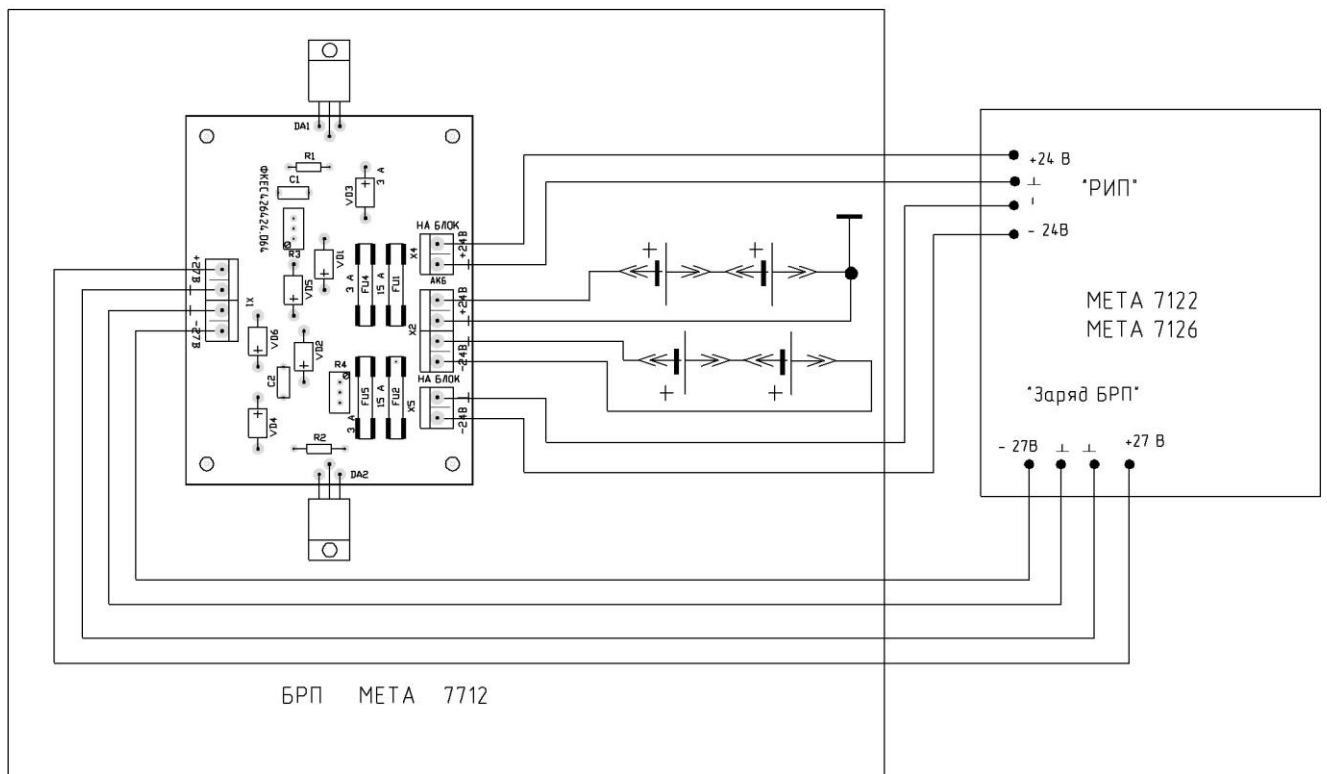 DA1
R1
C1
ФКЕС426424.064
R3
3 А
VD3
VD1
VD5
+27В
-27В
X1
VD6
VD2
C2
VD4
R4
R2
DA2
3 А
FU4
15 А
FU1
3 А
FU5
15 А
FU2
НА БЛОК
X4
+24В
АКБ
+24В
X2
-24В
НА БЛОК
X5
-24В
+
+
+
+
+24 В
"РИП"
- 24В
МЕТА 7122
МЕТА 7126
"Заряд БРП"
- 27В
+27 В
БРП МЕТА 7712